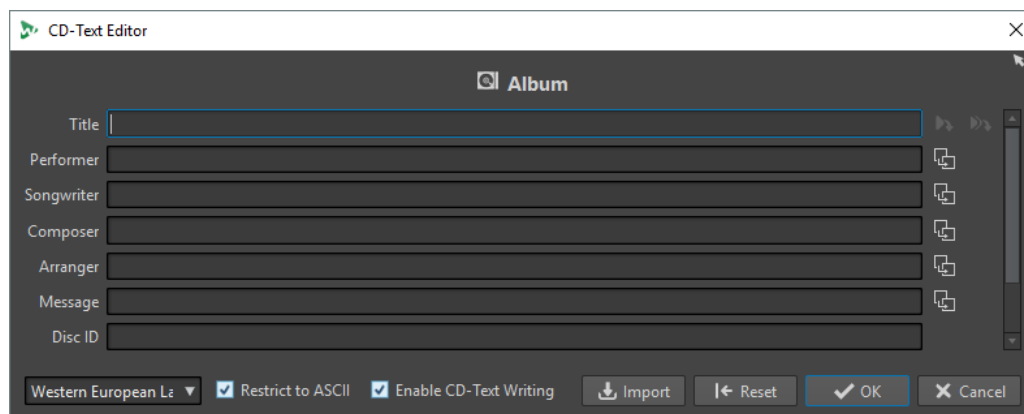 CD-Text Editor
Album
Title
Performer
Songwriter
Composer
Arranger
Message
Disc ID
Western European La Restrict to ASCII Enable CD-Text Writing Import Reset OK Cancel